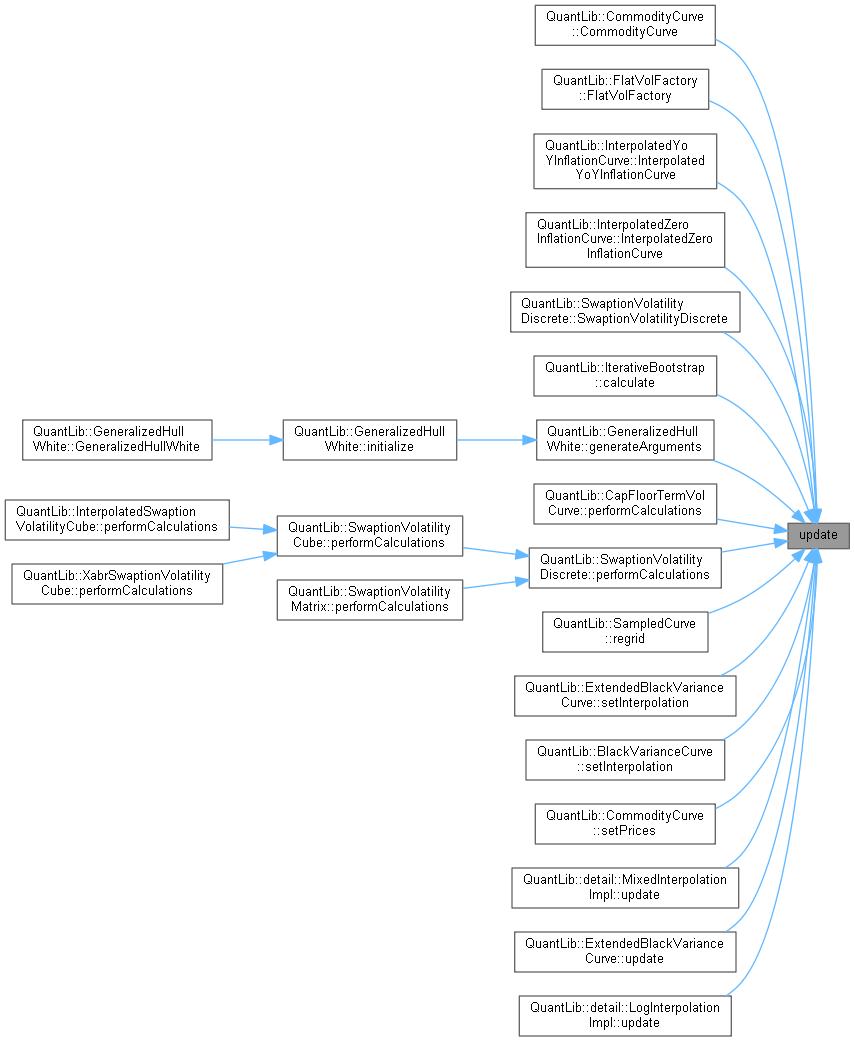 QuantLib::CommodityCurve
::CommodityCurve
QuantLib::FlatVolFactory
::FlatVolFactory
QuantLib::InterpolatedYo
YInflationCurve::Interpolated
YoYInflationCurve
QuantLib::InterpolatedZero
InflationCurve::InterpolatedZero
InflationCurve
QuantLib::SwaptionVolatility
Discrete::SwaptionVolatilityDiscrete
QuantLib::IterativeBootstrap
::calculate
QuantLib::GeneralizedHull
White::GeneralizedHullWhite
QuantLib::GeneralizedHull
White::initialize
QuantLib::GeneralizedHull
White::generateArguments
QuantLib::CapFloorTermVol
Curve::performCalculations
QuantLib::InterpolatedSwaption
VolatilityCube::performCalculations
QuantLib::SwaptionVolatility
Cube::performCalculations
update
QuantLib::SwaptionVolatility
Discrete::performCalculations
QuantLib::XabrSwaptionVolatility
Cube::performCalculations
QuantLib::SwaptionVolatility
Matrix::performCalculations
QuantLib::SampledCurve
::regrid
QuantLib::ExtendedBlackVariance
Curve::setInterpolation
QuantLib::BlackVarianceCurve
::setInterpolation
QuantLib::CommodityCurve
::setPrices
QuantLib::detail::MixedInterpolation
Impl::update
QuantLib::ExtendedBlackVariance
Curve::update
QuantLib::detail::LogInterpolation
Impl::update